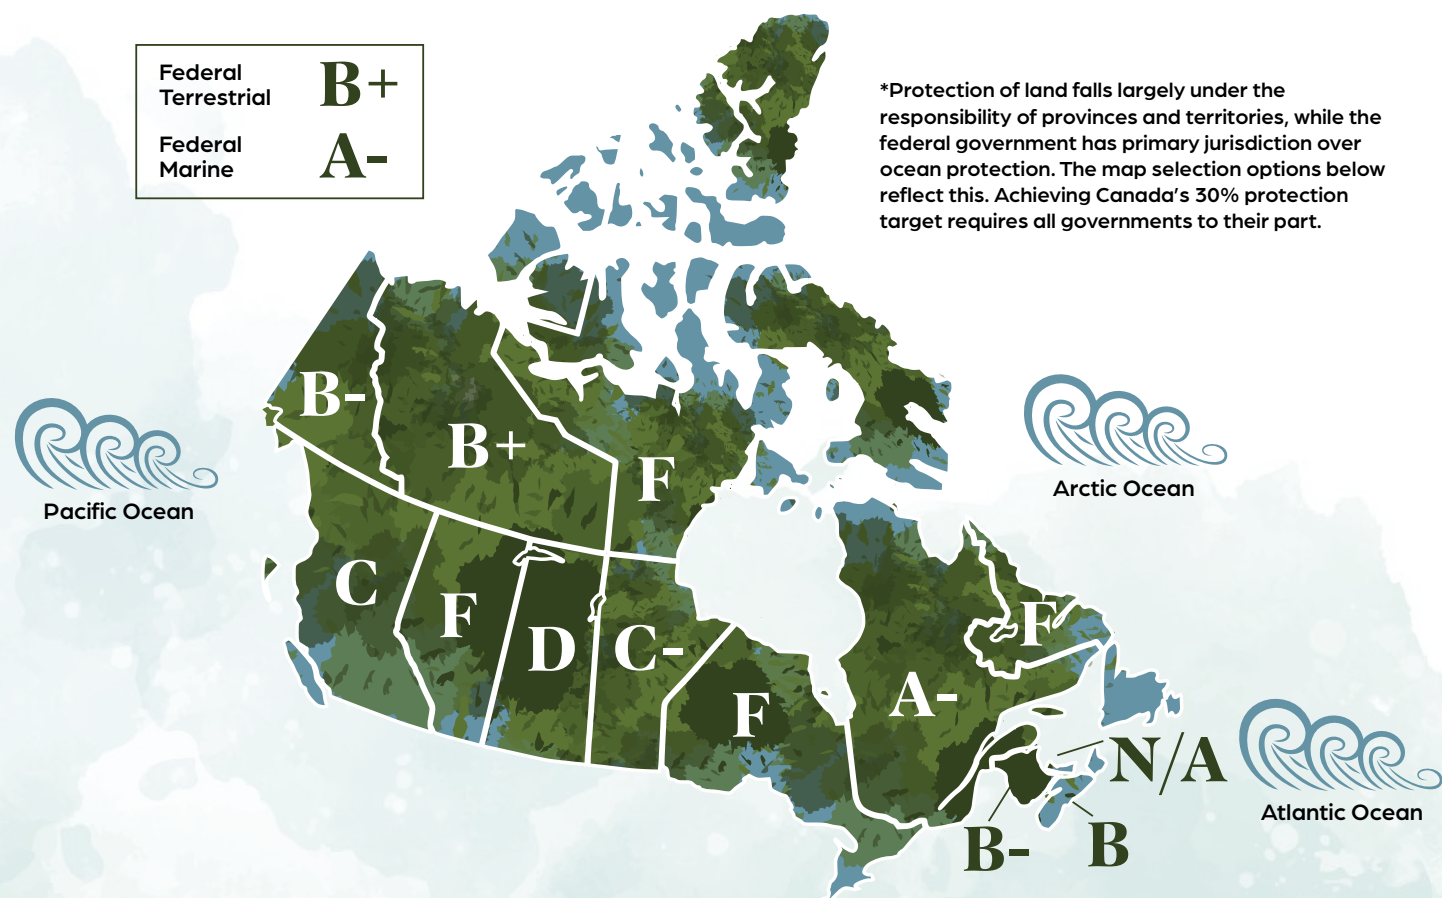 Federal
Terrestrial
B+
Federal
Marine
A-
*Protection of land falls largely under the
responsibility of provinces and territories, while the
federal government has primary jurisdiction over
ocean protection. The map selection options below
reflect this. Achieving Canada's 30% protection
target requires all governments to their part.
B-
B+
F
Pacific Ocean
Arctic Ocean
C
F
D
C-
F
A-
F
N/A
Atlantic Ocean
B-
B